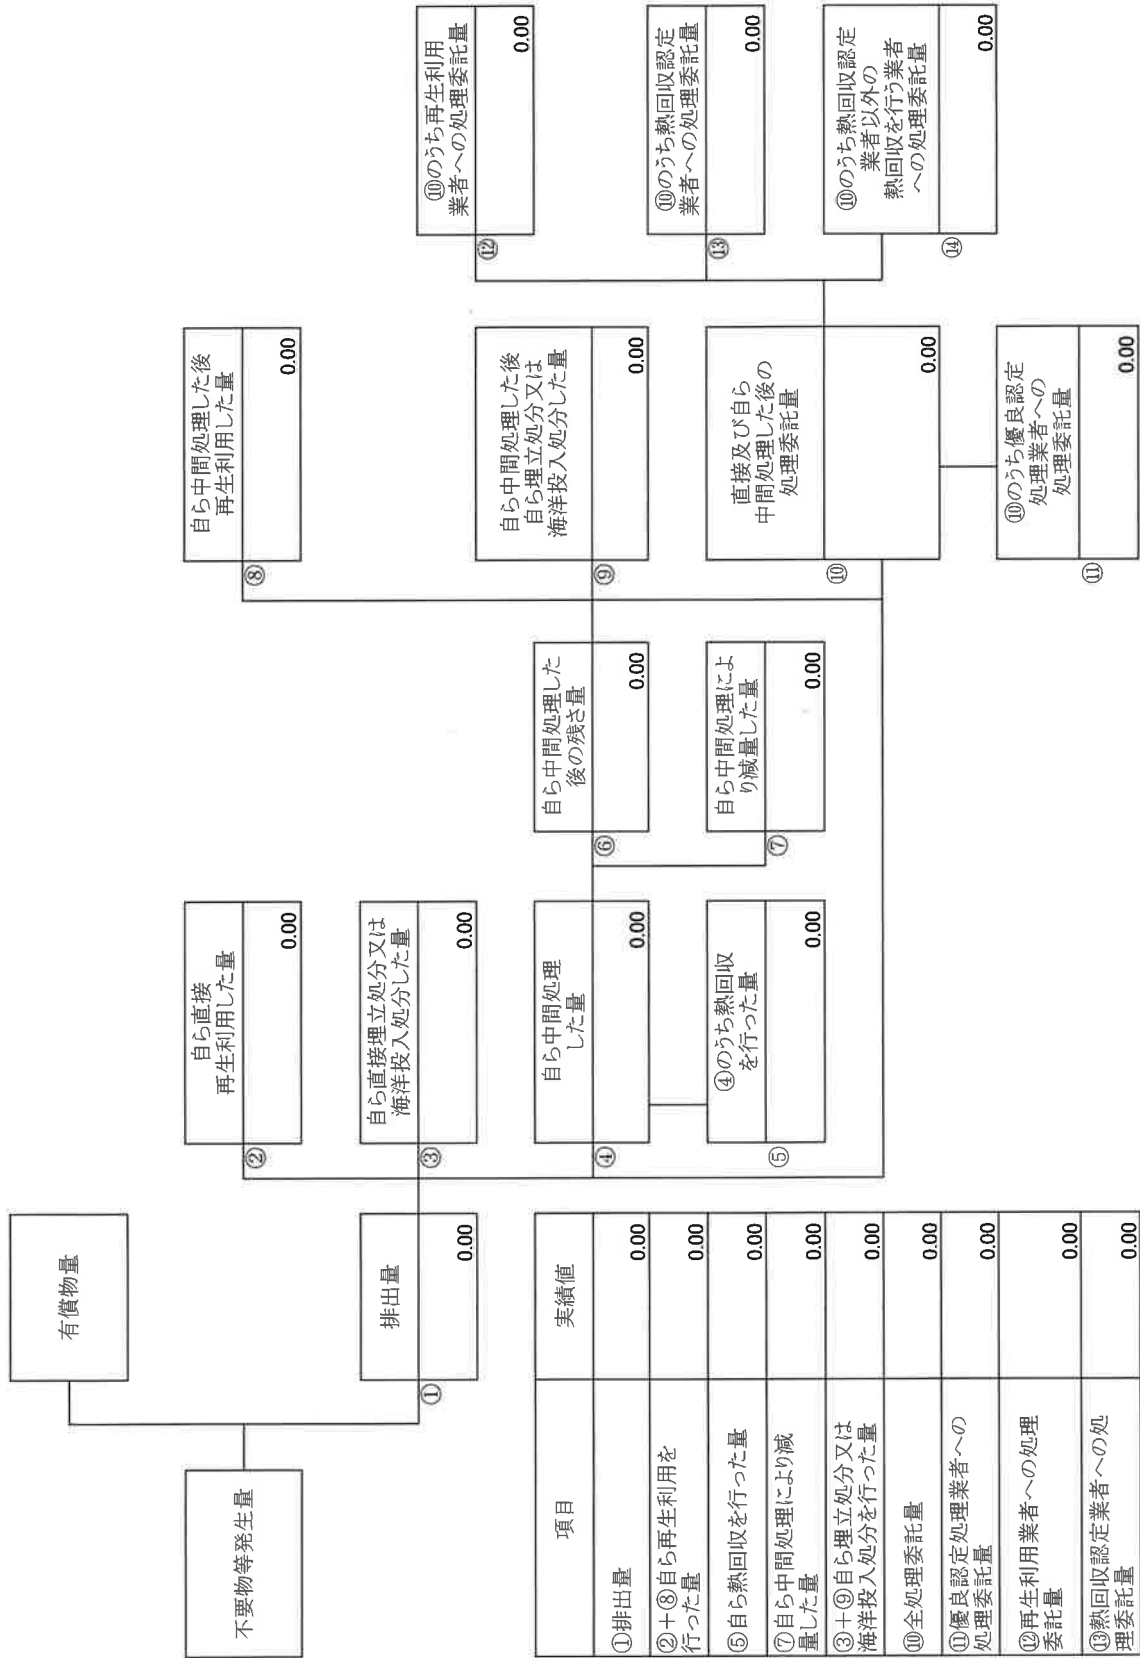 不要物等発生量
有償物量
排出量
①
0.00
自ら直接
再生利用した量
②
0.00
自ら直接埋立処分又は
海洋投入処分した量
③
0.00
自ら中間処理
した量
④
0.00
④のうち熱回収
を行った量
⑤
0.00
自ら中間処理した
後の残さ量
⑥
0.00
自ら中間処理によ
り減量した量
⑦
0.00
自ら中間処理した後
再生利用した量
⑧
0.00
自ら中間処理した後
自ら埋立処分又は
海洋投入処分した量
⑨
0.00
直接及び自ら
中間処理した後の
処理委託量
⑩
0.00
⑩のうち優良認定
処理業者への
処理委託量
⑪
0.00
⑩のうち再生利用
業者への処理委託量
⑫
0.00
⑩のうち熱回収認定
業者への処理委託量
⑬
0.00
⑩のうち熱回収認定
業者以外の
熱回収を行う業者
への処理委託量
⑭
0.00
項目 実績値
①排出量 0.00
②+⑧自ら再生利用を
行った量 0.00
⑤自ら熱回収を行った量 0.00
⑦自ら中間処理により減
量した量 0.00
③+⑨自ら埋立処分又は
海洋投入処分を行った量 0.00
⑩全処理委託量 0.00
⑪優良認定処理業者への
処理委託量 0.00
⑫再生利用業者への処理
委託量 0.00
⑬熱回収認定業者への処
理委託量 0.00